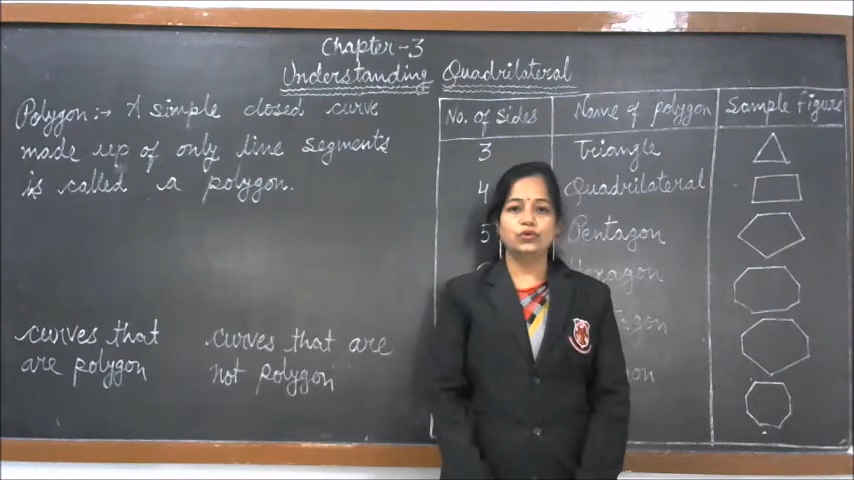 Chapter-3
Understanding Quadrilateral
Polygon :→ A simple closed curve
made up of only line segments
is called a polygon.
curves that
are polygon
curves that are
not polygon
No. of Sides Name of polygon Sample Figure
3 Triangle
4 Quadrilateral
5 Pentagon
Hexagon